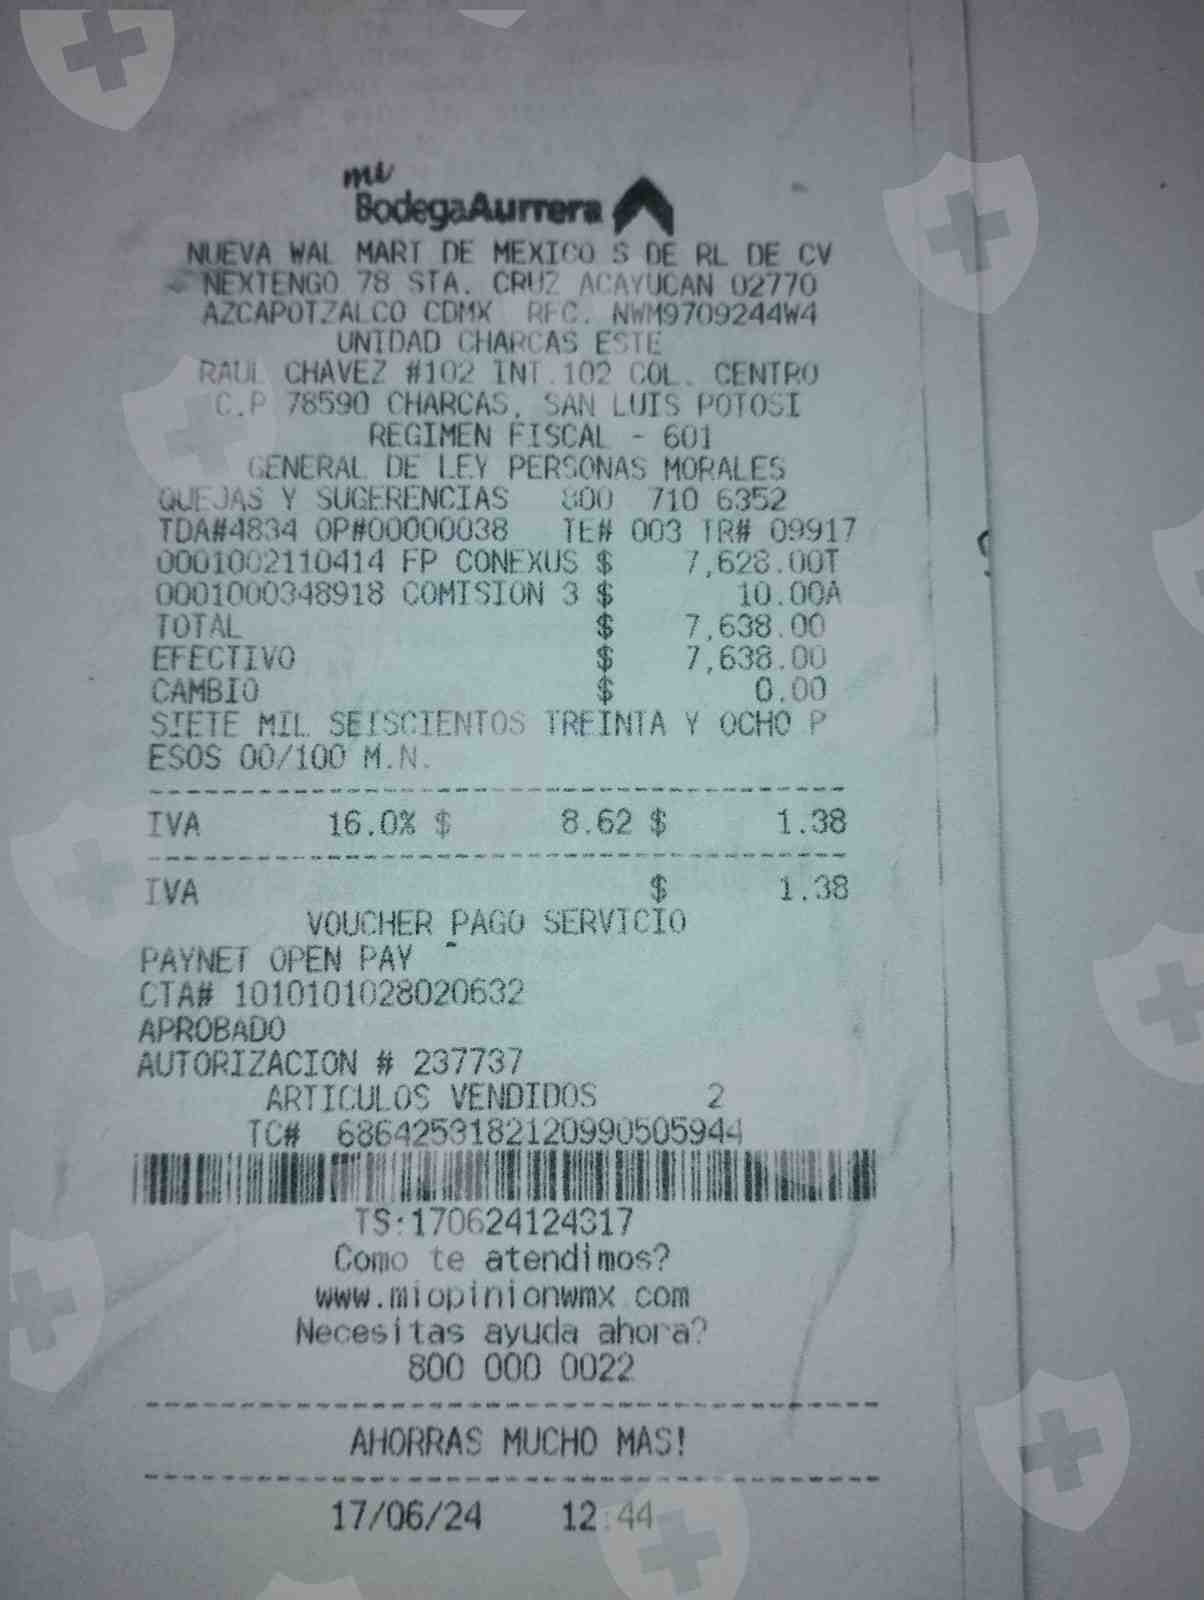 mi
BodegaAurrera
NUEVA WAL MART DE MEXICO S DE RL DE CV
NEXTENGO 78 STA. CRUZ ACAYUCAN 02770
AZCAPOTZALCO CDMX RFC. NWM9709244W4
UNIDAD CHARCAS ESTE
RAUL CHAVEZ #102 INT.102 COL. CENTRO
C.P 78590 CHARCAS, SAN LUIS POTOSI
REGIMEN FISCAL - 601
GENERAL DE LEY PERSONAS MORALES
QUEJAS Y SUGERENCIAS 800 710 6352
TDA#4834 OP#00000038 TE# 003 TR# 09917
0001002110414 FP CONEXUS $ 7,628.00T
0001000348918 COMISION 3 $ 10.00A
TOTAL $ 7,638.00
EFECTIVO $ 7,638.00
CAMBIO $ 0.00
SIETE MIL SEISCIENTOS TREINTA Y OCHO P
ESOS 00/100 M.N.
IVA 16.0% $ 8.62 $ 1.38
IVA $ 1.38
VOUCHER PAGO SERVICIO
PAYNET OPEN PAY
CTA# 1010101028020632
APROBADO
AUTORIZACION # 237737
ARTICULOS VENDIDOS 2
TC# 6864253182120990505944
TS:170624124317
Como te atendimos?
www.miopinionwmx.com
Necesitas ayuda ahora?
800 000 0022
AHORRAS MUCHO MAS!
17/06/24 12:44